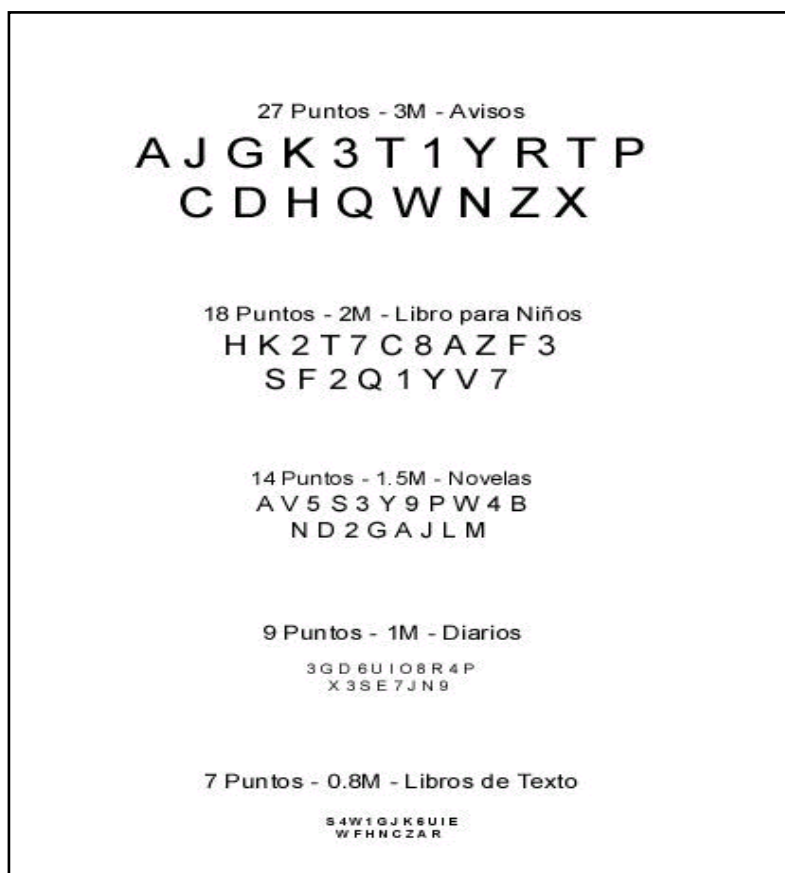 27 Puntos - 3M - Avisos
A J G K 3 T 1 Y R T P
C D H Q W N Z X
18 Puntos - 2M - Libro para Niños
H K 2 T 7 C 8 A Z F 3
S F 2 Q 1 Y V 7
14 Puntos - 1.5M - Novelas
A V 5 S 3 Y 9 P W 4 B
N D 2 G A J L M
9 Puntos - 1M - Diarios
3 G D 6 U I O 8 R 4 P
X 3 S E 7 J N 9
7 Puntos - 0.8M - Libros de Texto
S 4 W 1 G J K 6 U I E
W F H N C Z A R